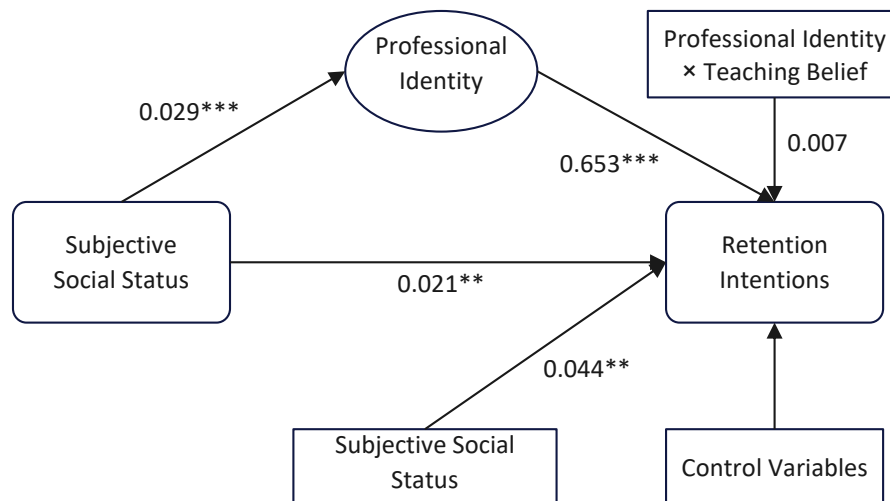 Professional
Identity
Professional Identity
× Teaching Belief
0.029***
0.007
0.653***
Subjective
Social Status
Retention
Intentions
0.021**
0.044**
Subjective Social
Status
Control Variables